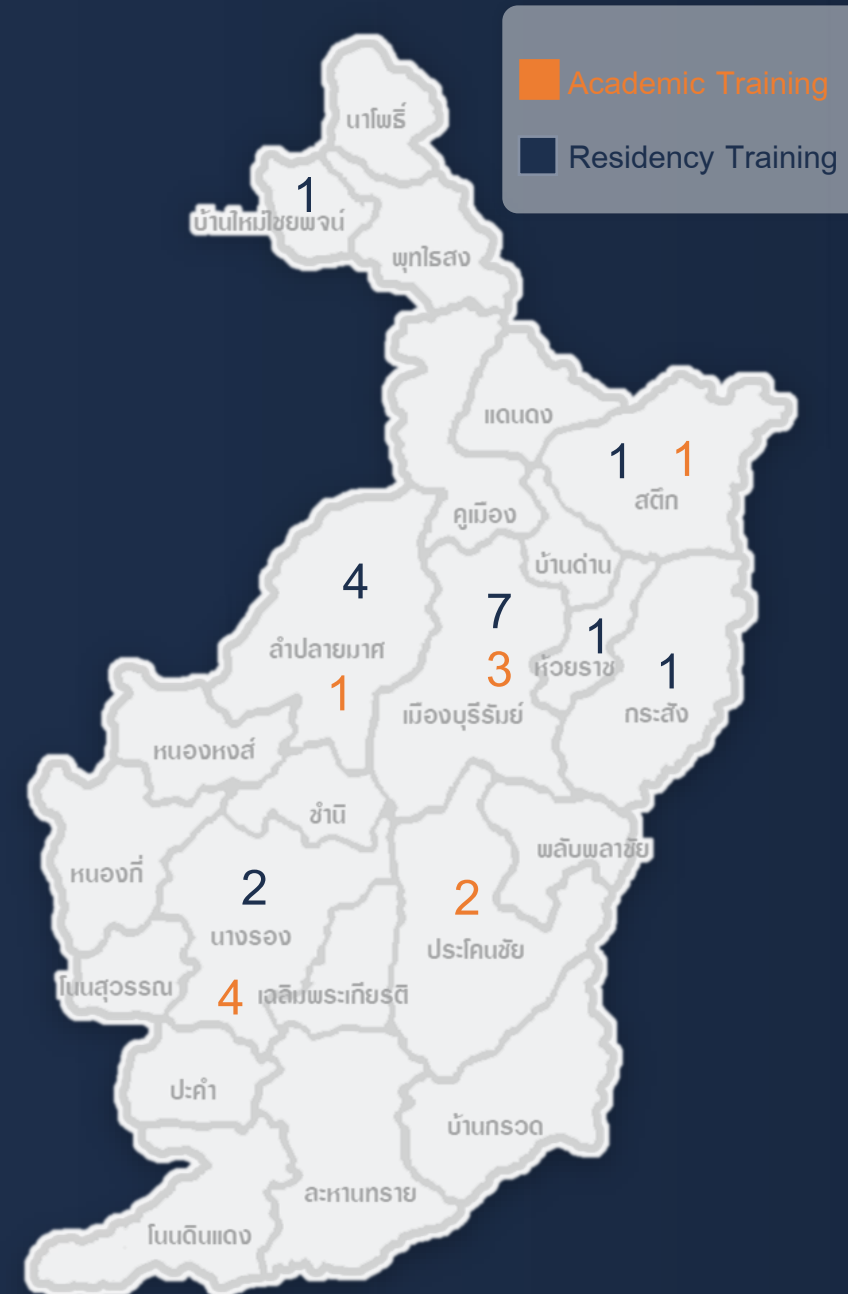 Academic Training
Residency Training
นาโพธิ์
1
บ้านใหม่ไชยพจน์
พุทไธสง
แดนดง
1 1
สตึก
คูเมือง
บ้านด่าน
4
7
1
ลำปลายมาศ
3
ห้วยราช
1
1
เมืองบุรีรัมย์
กระสัง
หนองหงส์
ชำนิ
พลับพลาชัย
หนองกี่
2
2
นางรอง
ประโคนชัย
โนนสุวรรณ
4
เฉลิมพระเกียรติ
ปะคำ
บ้านกรวด
ละหานทราย
โนนดินแดง